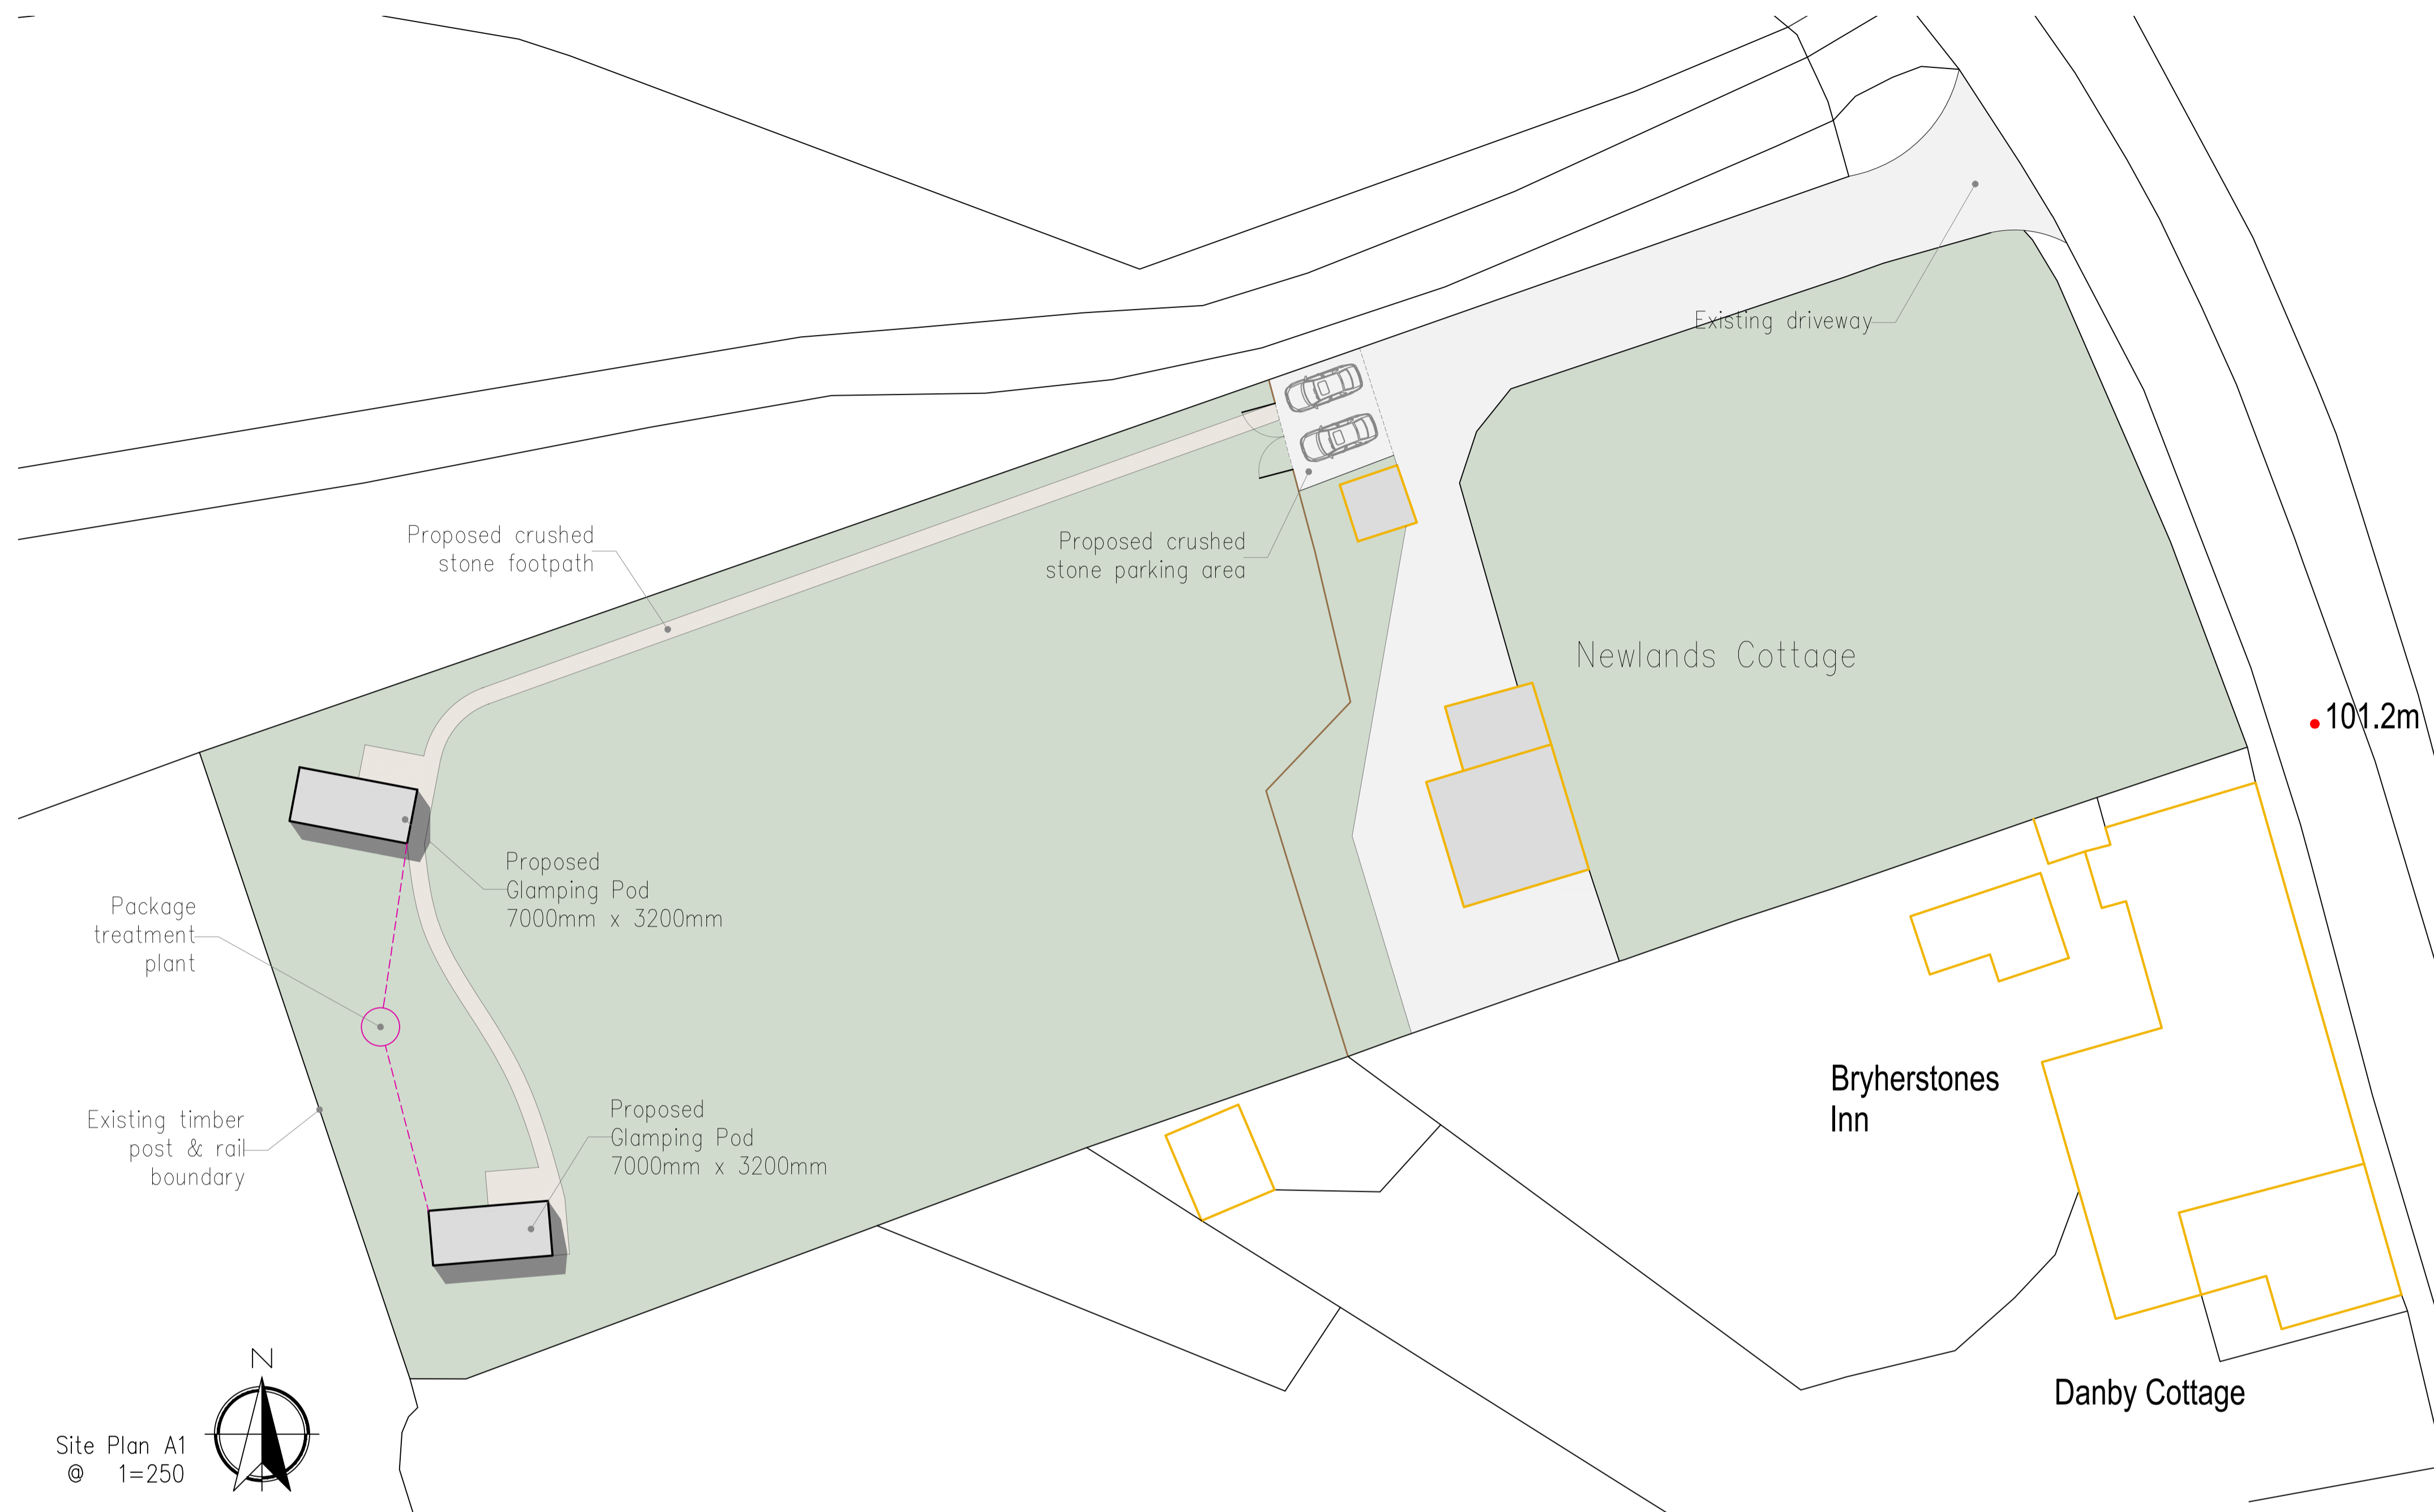 Existing driveway
Proposed crushed
stone footpath
Proposed crushed
stone parking area
Newlands Cottage
101.2m
Proposed
Glamping Pod
7000mm x 3200mm
Package
treatment
plant
Existing timber
post & rail
boundary
Proposed
Glamping Pod
7000mm x 3200mm
Bryherstones
Inn
Danby Cottage
N
Site Plan A1
@ 1=250